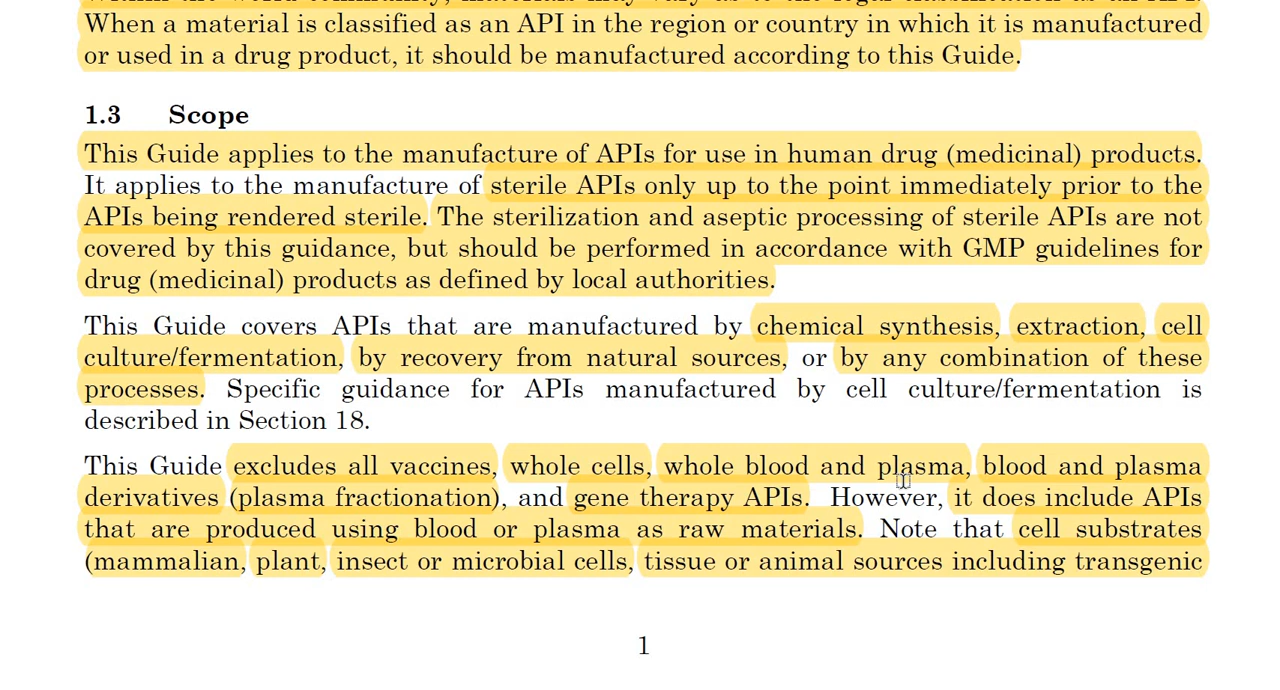 When a material is classified as an API in the region or country in which it is manufactured
or used in a drug product, it should be manufactured according to this Guide.
1.3 Scope
This Guide applies to the manufacture of APIs for use in human drug (medicinal) products.
It applies to the manufacture of sterile APIs only up to the point immediately prior to the
APIs being rendered sterile. The sterilization and aseptic processing of sterile APIs are not
covered by this guidance, but should be performed in accordance with GMP guidelines for
drug (medicinal) products as defined by local authorities.
This Guide covers APIs that are manufactured by chemical synthesis, extraction, cell
culture/fermentation, by recovery from natural sources, or by any combination of these
processes. Specific guidance for APIs manufactured by cell culture/fermentation is
described in Section 18.
This Guide excludes all vaccines, whole cells, whole blood and plasma, blood and plasma
derivatives (plasma fractionation), and gene therapy APIs. However, it does include APIs
that are produced using blood or plasma as raw materials. Note that cell substrates
(mammalian, plant, insect or microbial cells, tissue or animal sources including transgenic
1